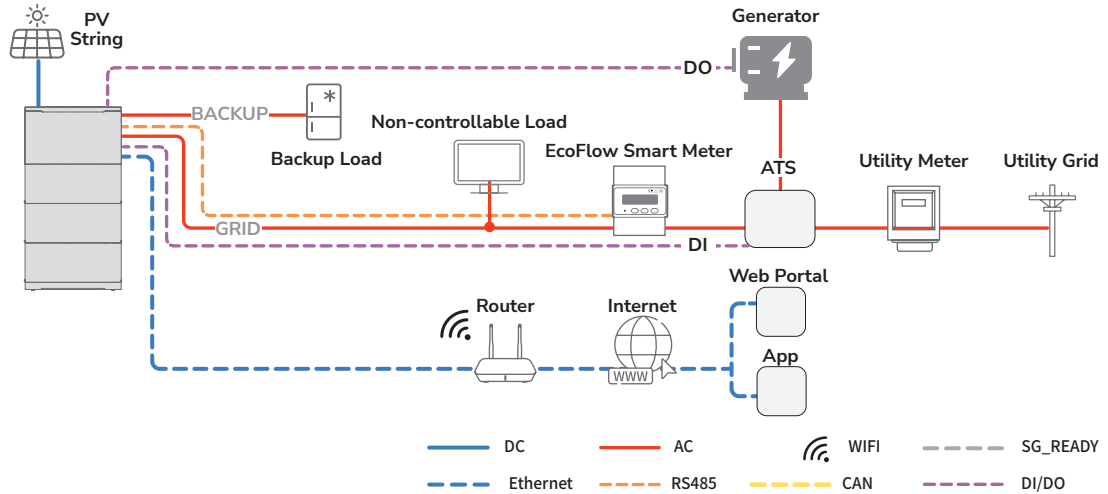 Generator
PV
String
DO
BACKUP
Non-controllable Load
EcoFlow Smart Meter
Backup Load
ATS
Utility Meter
Utility Grid
GRID
DI
Web Portal
Router
Internet
App
WWW
DC
AC
WIFI
SG_READY
Ethernet
RS485
CAN
DI/DO